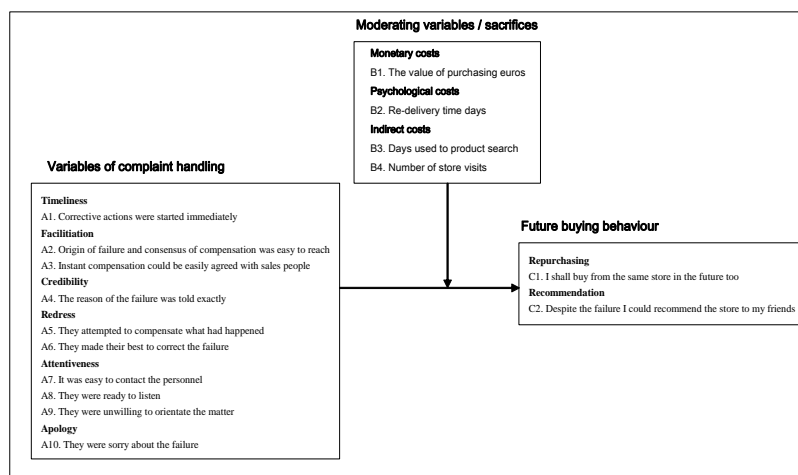 Moderating variables / sacrifices
Monetary costs
B1. The value of purchasing euros
Psychological costs
B2. Re-delivery time days
Indirect costs
B3. Days used to product search
B4. Number of store visits
Variables of complaint handling
Timeliness
A1. Corrective actions were started immediately
Facilitiation
A2. Origin of failure and consensus of compensation was easy to reach
A3. Instant compensation could be easily agreed with sales people
Credibility
A4. The reason of the failure was told exactly
Redress
A5. They attempted to compensate what had happened
A6. They made their best to correct the failure
Attentiveness
A7. It was easy to contact the personnel
A8. They were ready to listen
A9. They were unwilling to orientate the matter
Apology
A10. They were sorry about the failure
Future buying behaviour
Repurchasing
C1. I shall buy from the same store in the future too
Recommendation
C2. Despite the failure I could recommend the store to my friends